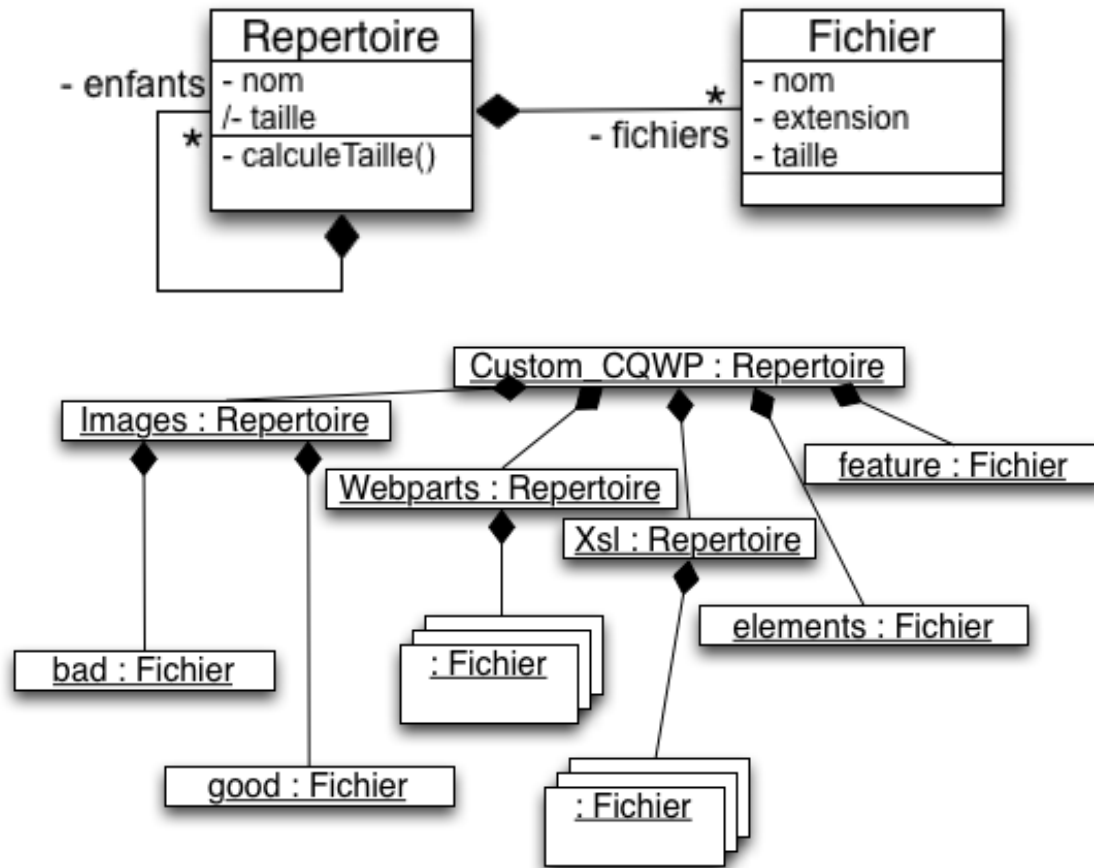 Repertoire
- nom
/- taille
- calculeTaille()
- enfants
*
*
- fichiers
Fichier
- nom
- extension
- taille
Custom_CQWP : Repertoire
Images : Repertoire
feature : Fichier
Webparts : Repertoire
Xsl : Repertoire
elements : Fichier
bad : Fichier
: Fichier
good : Fichier
: Fichier